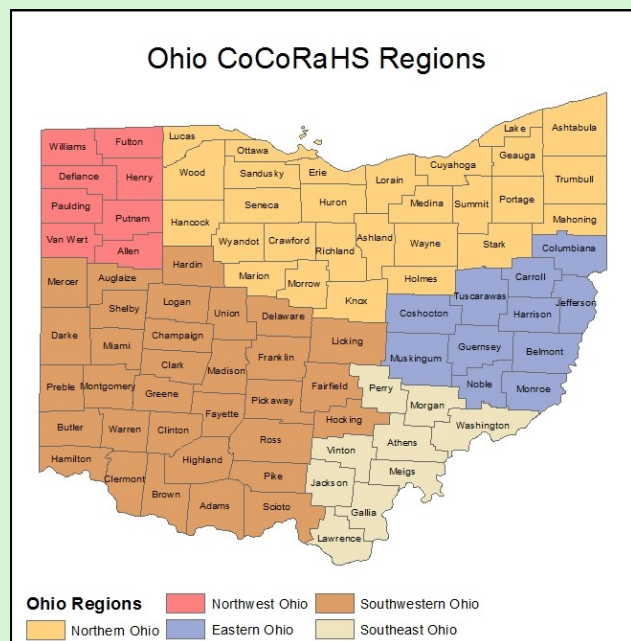 Ohio CoCoRaHS Regions
Lake
Ashtabula
Williams
Fulton
Lucas
Ottawa
Cuyahoga
Geauga
Defiance
Henry
Wood
Sandusky
Erie
Lorain
Trumbull
Paulding
Putnam
Seneca
Huron
Medina
Summit
Portage
Hancock
Mahoning
Van Wert
Allen
Wyandot
Crawford
Richland
Ashland
Wayne
Stark
Columbiana
Mercer
Auglaize
Hardin
Marion
Morrow
Holmes
Carroll
Shelby
Logan
Union
Delaware
Knox
Coshocton
Tuscarawas
Harrison
Jefferson
Darke
Miami
Champaign
Franklin
Licking
Muskingum
Guernsey
Belmont
Clark
Madison
Preble
Montgomery
Greene
Fayette
Pickaway
Fairfield
Perry
Morgan
Noble
Monroe
Butler
Warren
Clinton
Ross
Hocking
Athens
Washington
Hamilton
Highland
Vinton
Meigs
Clermont
Brown
Adams
Pike
Jackson
Scioto
Gallia
Lawrence
Ohio Regions
Northwest Ohio
Southwestern Ohio
Northern Ohio
Eastern Ohio
Southeast Ohio